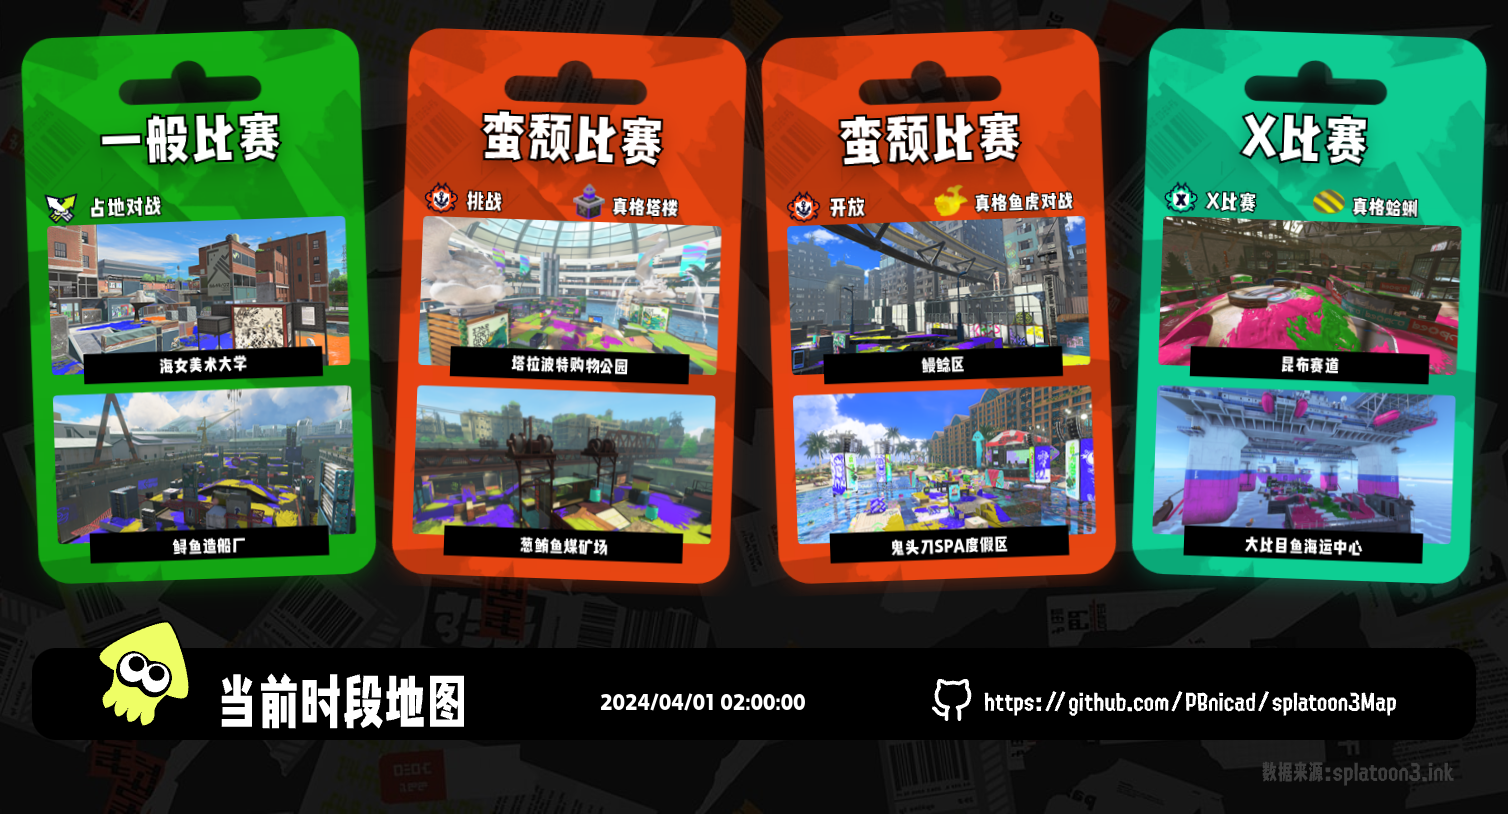 一般比赛
占地对战
海女美术大学
鲟鱼造船厂
蛮颓比赛
挑战
真格塔楼
塔拉波特购物公园
葱鲔鱼煤矿场
蛮颓比赛
开放
真格鱼虎对战
鳗鲶区
鬼头刀SPA度假区
X比赛
X比赛
真格蛤蜊
昆布赛道
大比目鱼海运中心
当前时段地图
2024/04/01 02:00:00
https://github.com/PBnicad/splatoon3Map
数据来源:splatoon3.ink